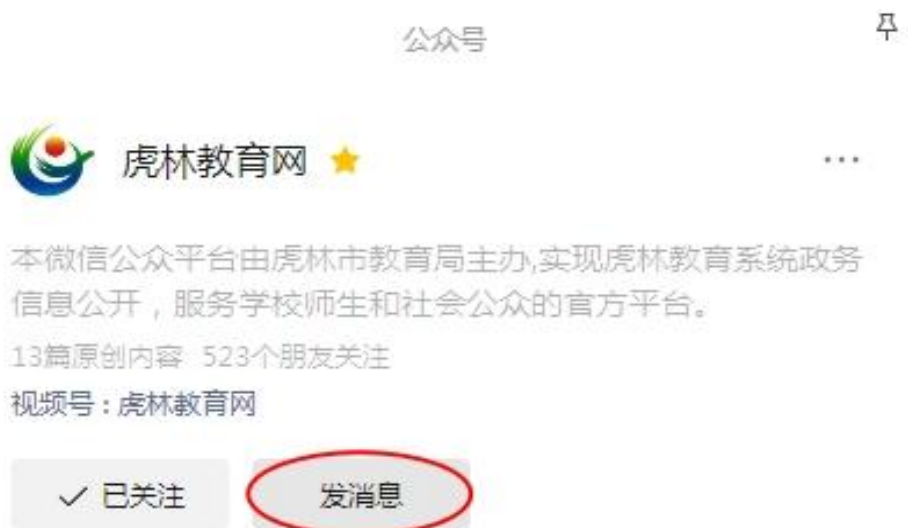 公众号
虎林教育网
本微信公众平台由虎林市教育局主办,实现虎林教育系统政务
信息公开，服务学校师生和社会公众的官方平台。
13篇原创内容 523个朋友关注
视频号：虎林教育网
已关注 发消息